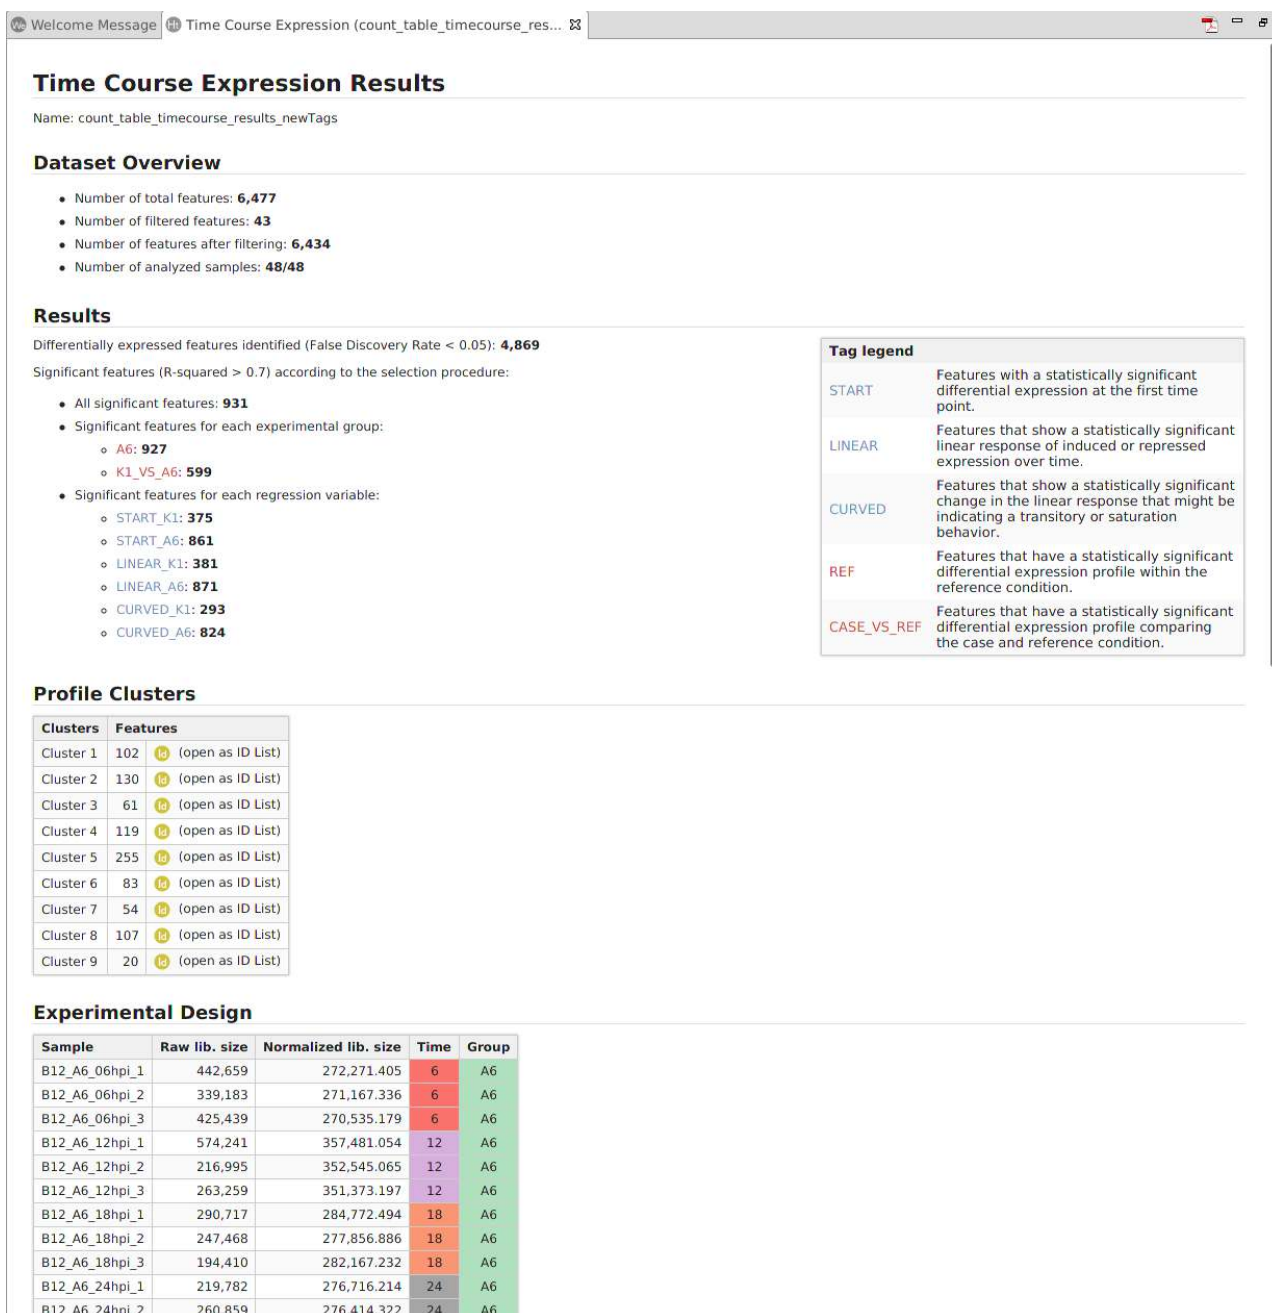 Welcome Message Time Course Expression (count_table_timecourse_res...
Time Course Expression Results
Name: count_table_timecourse_results_newTags
Dataset Overview
• Number of total features: 6,477
• Number of filtered features: 43
• Number of features after filtering: 6,434
• Number of analyzed samples: 48/48
Results
Differentially expressed features identified (False Discovery Rate < 0.05): 4,869
Significant features (R-squared > 0.7) according to the selection procedure:
• All significant features: 931
• Significant features for each experimental group:
A6: 927
K1_VS_A6: 599
• Significant features for each regression variable:
START_K1: 375
START_A6: 861
LINEAR_K1: 381
LINEAR_A6: 871
CURVED_K1: 293
CURVED_A6: 824
Tag legend
START Features with a statistically significant
differential expression at the first time
point.
LINEAR Features that show a statistically significant
linear response of induced or repressed
expression over time.
CURVED Features that show a statistically significant
change in the linear response that might be
indicating a transitory or saturation
behavior.
REF Features that have a statistically significant
differential expression profile within the
reference condition.
CASE_VS_REF Features that have a statistically significant
differential expression profile comparing
the case and reference condition.
Profile Clusters
Clusters Features
Cluster 1 102 Id (open as ID List)
Cluster 2 130 Id (open as ID List)
Cluster 3 61 Id (open as ID List)
Cluster 4 119 Id (open as ID List)
Cluster 5 255 Id (open as ID List)
Cluster 6 83 Id (open as ID List)
Cluster 7 54 Id (open as ID List)
Cluster 8 107 Id (open as ID List)
Cluster 9 20 Id (open as ID List)
Experimental Design
Sample Raw lib. size Normalized lib. size Time Group
B12_A6_06hpi_1 442,659 272,271.405 6 A6
B12_A6_06hpi_2 339,183 271,167.336 6 A6
B12_A6_06hpi_3 425,439 270,535.179 6 A6
B12_A6_12hpi_1 574,241 357,481.054 12 A6
B12_A6_12hpi_2 216,995 352,545.065 12 A6
B12_A6_12hpi_3 263,259 351,373.197 12 A6
B12_A6_18hpi_1 290,717 284,772.494 18 A6
B12_A6_18hpi_2 247,468 277,856.886 18 A6
B12_A6_18hpi_3 194,410 282,167.232 18 A6
B12_A6_24hpi_1 219,782 276,716.214 24 A6
B12_A6_24hpi_2 260,859 276,414.322 24 A6